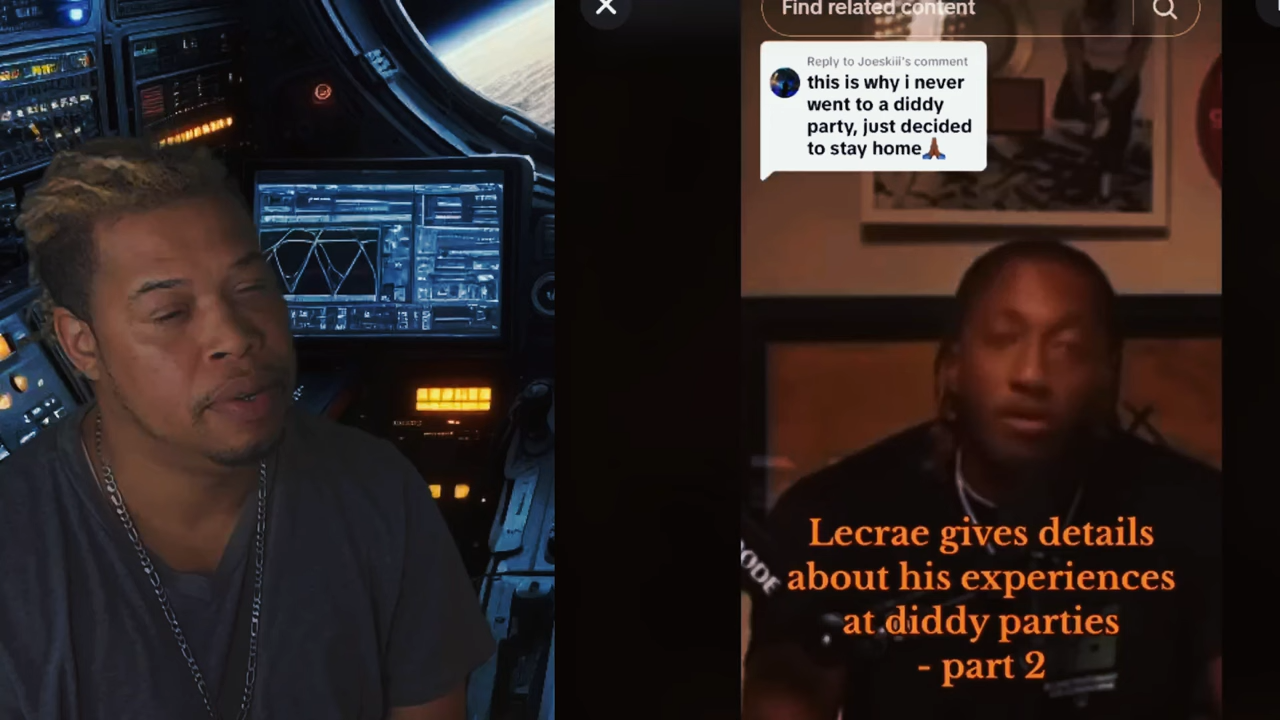 Find related content
Reply to Joeskiii's comment
this is why i never
went to a diddy
party, just decided
to stay home🙏🏾
ODE
Lecrae gives details
about his experiences
at diddy parties
- part 2